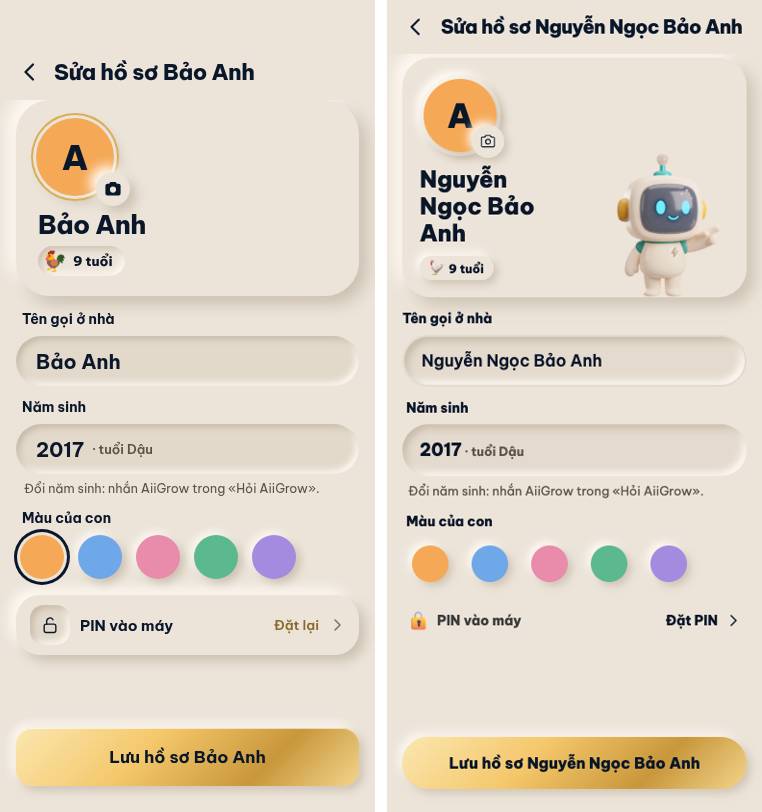 Sửa hồ sơ Bảo Anh
A
Bảo Anh
9 tuổi
Tên gọi ở nhà
Bảo Anh
Năm sinh
2017 · tuổi Dậu
Đổi năm sinh: nhắn AiiGrow trong «Hỏi AiiGrow».
Màu của con
PIN vào máy
Đặt lại
Lưu hồ sơ Bảo Anh
Sửa hồ sơ Nguyễn Ngọc Bảo Anh
A
Nguyễn
Ngọc Bảo
Anh
9 tuổi
Tên gọi ở nhà
Nguyễn Ngọc Bảo Anh
Năm sinh
2017 · tuổi Dậu
Đổi năm sinh: nhắn AiiGrow trong «Hỏi AiiGrow».
Màu của con
PIN vào máy
Đặt PIN
Lưu hồ sơ Nguyễn Ngọc Bảo Anh